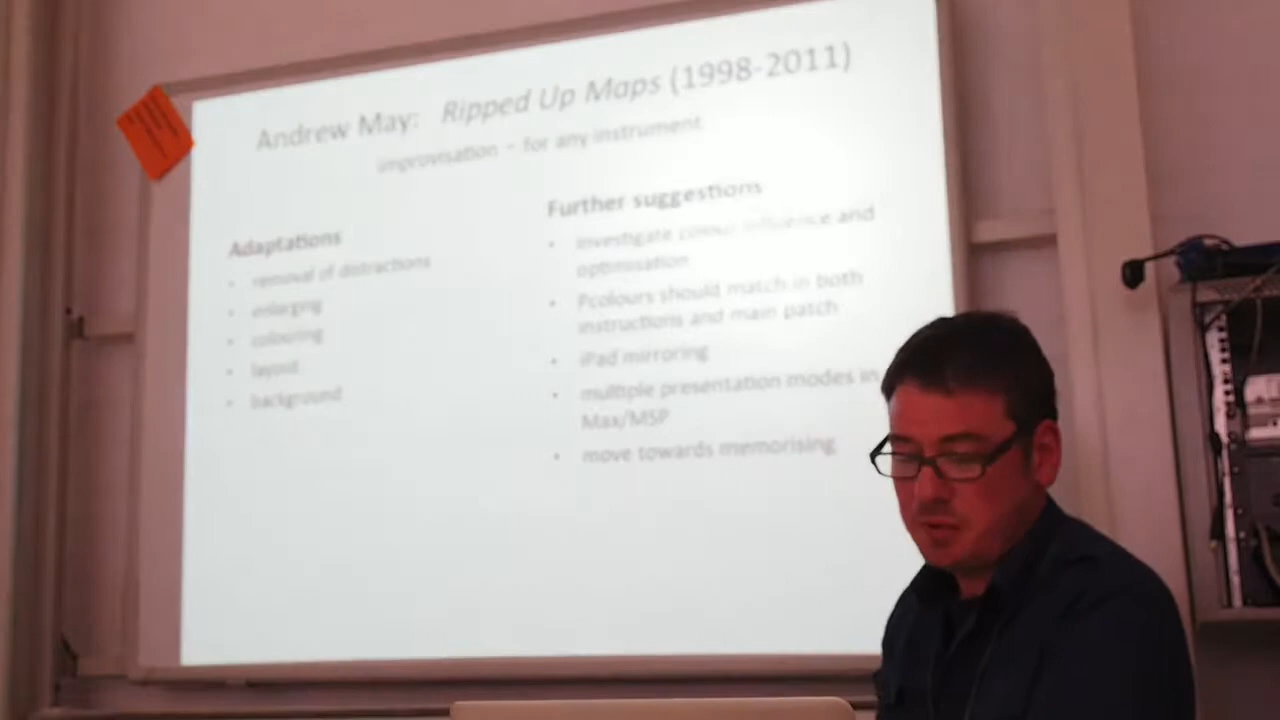 Andrew May: Ripped Up Maps (1998-2011)
improvisation – for any instrument
Adaptations
• removal of distractions
• enlarging
• colouring
• layout
• background
Further suggestions
• investigate colour influence and
optimisation
• Pcolours should match in both
instructions and main patch
• iPad mirroring
• multiple presentation modes in
Max/MSP
• move towards memorising